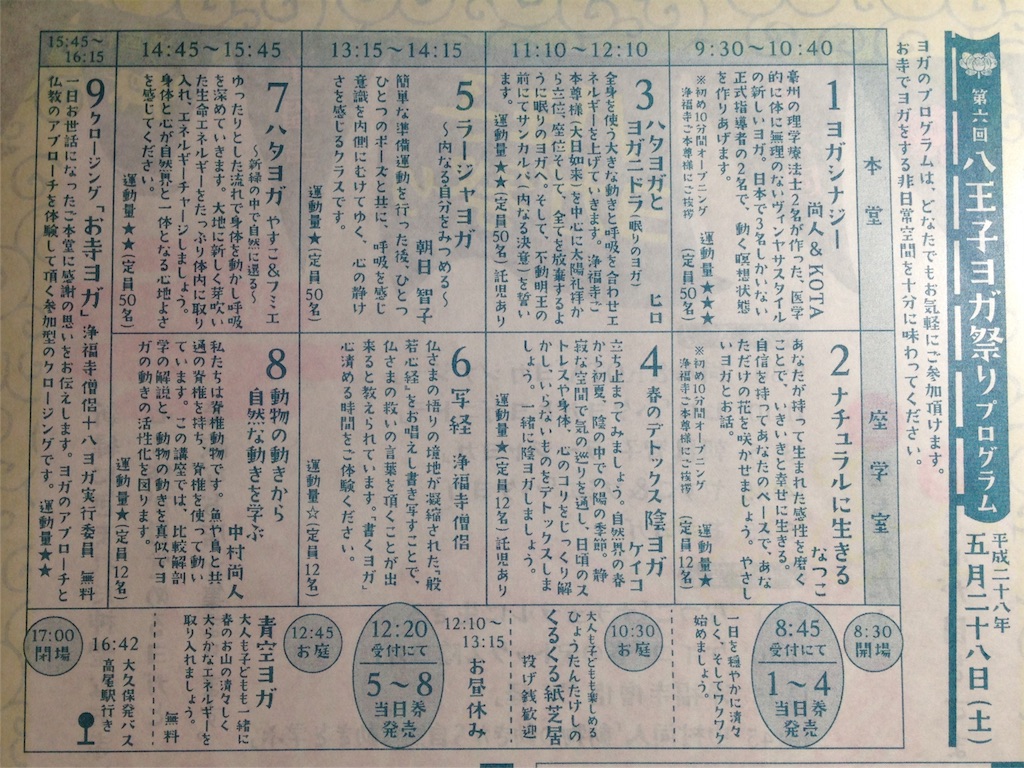 第六回 八王子ヨガ祭りプログラム
平成二十八年
五月二十八日(土)
ヨガのプログラムは、どなたでもお気軽にご参加頂けます。
お寺でヨガをする非日常空間を十分に味わってください。
本堂
座学室
9:30〜10:40
1 ヨガシナジー
尚人&KOTA
豪州の理学療法士2名が作った、医学
的に体に無理のないヴィンヤサスタイル
の新しいヨガ。日本で3名しかいない
正式指導者の2名で、動く瞑想状態
を作りあげます。
運動量★★★
※初め10分間オープニング
浄福寺ご本尊様にご挨拶
(定員50名)
2 ナチュラルに生きる
なつこ
あなたが持って生まれた感性を磨く
ことで、いきいきと幸せに生きる。
自信を持ってあなたのペースで、あな
ただけの花を咲かせましょう。やさし
いヨガとお話。
運動量★
※初め10分間オープニング
浄福寺ご本尊様にご挨拶
(定員12名)
11:10〜12:10
3 ハタヨガと
ヨガニドラ(眠りのヨガ)
ヒロ
全身を使う大きな動きと呼吸を合わせエ
ネルギーを上げていきます。浄福寺ご
本尊様(大日如来)を中心に太陽礼拝か
ら立位、座位そして、全てを放棄するよ
うに眠りのヨガへ。そして、不動明王の
前にてサンカルパ(内なる決意)を誓い
ます。
運動量★★(定員50名)託児あり
4 春のデトックス陰ヨガ
ケイコ
立ち止まってみましょう。自然界の春
から初夏。陰の中での陽の季節。静
寂な空間で気の巡りを通し、日頃のス
トレスや身体、心のコリをじっくり解
かし、いらないものをデトックスしま
しょう。一緒に陰ヨガしましょう。
運動量★(定員12名)託児あり
13:15〜14:15
5 ラージャヨガ
〜内なる自分をみつめる〜
朝日 智子
簡単な準備運動を行った後、ひとつ
ひとつのポーズと共に、呼吸を感じ
意識を内側にむけてゆく、心の静け
さを感じるクラスです。
運動量★(定員50名)
6 写経
浄福寺僧侶
仏さまの悟りの境地が凝縮された「般
若心経」をお唱えし書き写すことで、
仏さまの救いの言葉を頂くことが出
来ると教えられています。「書くヨガ」
心清める時間をご体験ください。
(定員12名)
14:45〜15:45
7 ハタヨガ やすこ&フミエ
〜新緑の中で自然に還る〜
ゆったりとした流れで身体を動かし呼吸
を深めていきます。大地に新しく芽吹い
た生命エネルギーをたっぷり体内に取り
入れ、エネルギーチャージしましょう。
身体と心が自然界と一体となる心地よさ
を感じてください。
運動量★★(定員50名)
8 動物の動きから
自然な動きを学ぶ
中村尚人
私たちは脊椎動物です。魚や鳥と共
通の脊椎を持ち、脊椎を使って動い
ています。この講座では、比較解剖
学の解説と、動物の動きを真似てヨ
ガの動きの活性化を図ります。
運動量☆(定員12名)
15:45〜
16:15
9 クロージング「お寺ヨガ」 浄福寺僧侶+八ヨガ実行委員 無料
一日お世話になったご本堂に感謝の思いをお伝えします。ヨガのアプローチと
仏教のアプローチを体験して頂く参加型のクロージングです。 運動量★★
8:30
開場
8:45
受付にて
1〜4
当日券
発売
一日を穏やかに清々
しく、そしてワクワク
始めましょう。
10:30
お庭
大人も子どもも楽しめる
ひょうたんたけしの
くるくる紙芝居
投げ銭歓迎
12:10〜
13:15
お昼休み
12:20
受付にて
5〜8
当日券
発売
12:45
お庭
青空ヨガ
大人も子どもも一緒に
春のお山の清々しく
大らかなエネルギーを
取り入れましょう。
無料
16:42 大久保発バス
高尾駅行き
17:00
閉場